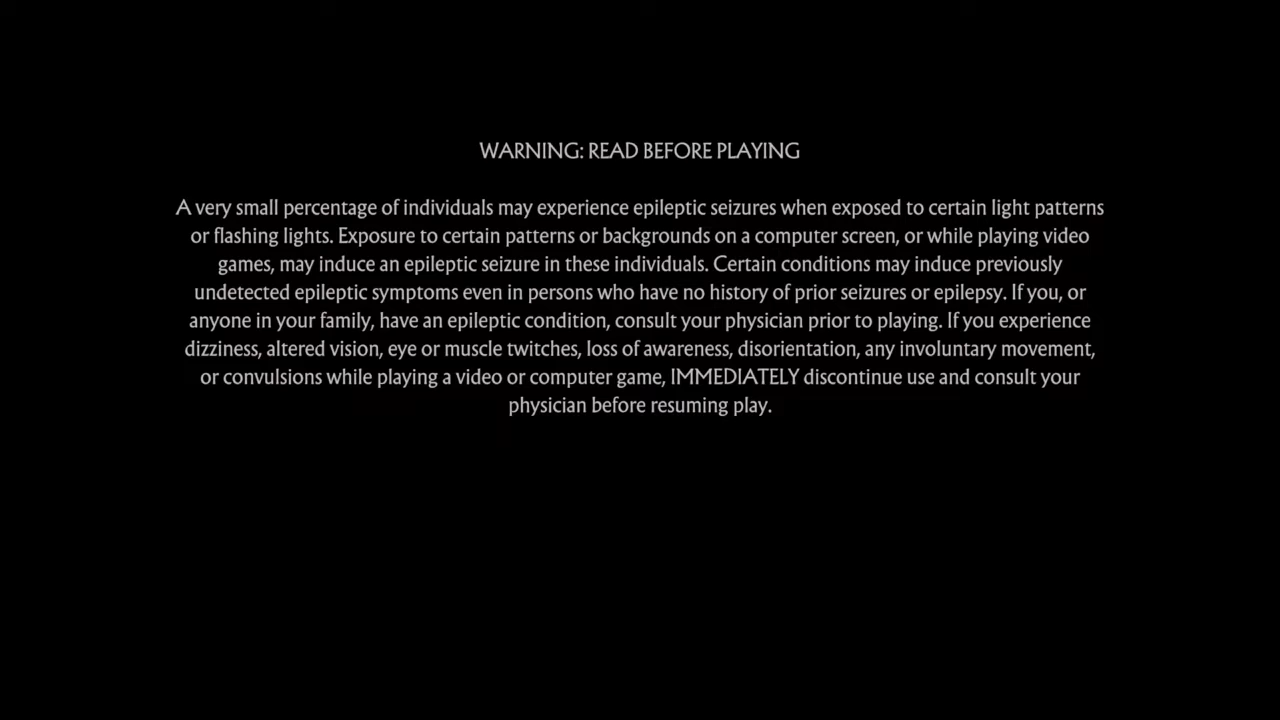 WARNING: READ BEFORE PLAYING
A very small percentage of individuals may experience epileptic seizures when exposed to certain light patterns
or flashing lights. Exposure to certain patterns or backgrounds on a computer screen, or while playing video
games, may induce an epileptic seizure in these individuals. Certain conditions may induce previously
undetected epileptic symptoms even in persons who have no history of prior seizures or epilepsy. If you, or
anyone in your family, have an epileptic condition, consult your physician prior to playing. If you experience
dizziness, altered vision, eye or muscle twitches, loss of awareness, disorientation, any involuntary movement,
or convulsions while playing a video or computer game, IMMEDIATELY discontinue use and consult your
physician before resuming play.